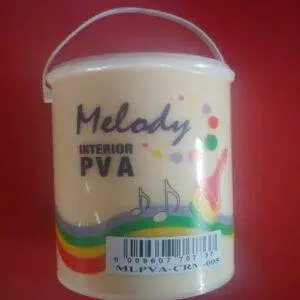 Melody
INTERIOR
PVA
MLPVA-CRM-005